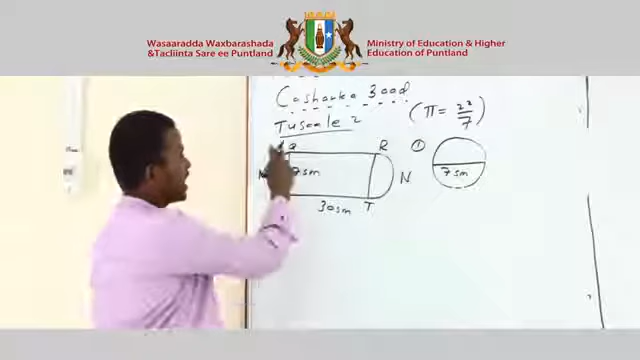 Wasaaradda Waxbarashada
&Tacliinta Sare ee Puntland
Ministry of Education & Higher
Education of Puntland
Casharka 3aad
Tusaale 2
(π = 22/7)
R
①
7sm
N
7sm
30sm
T